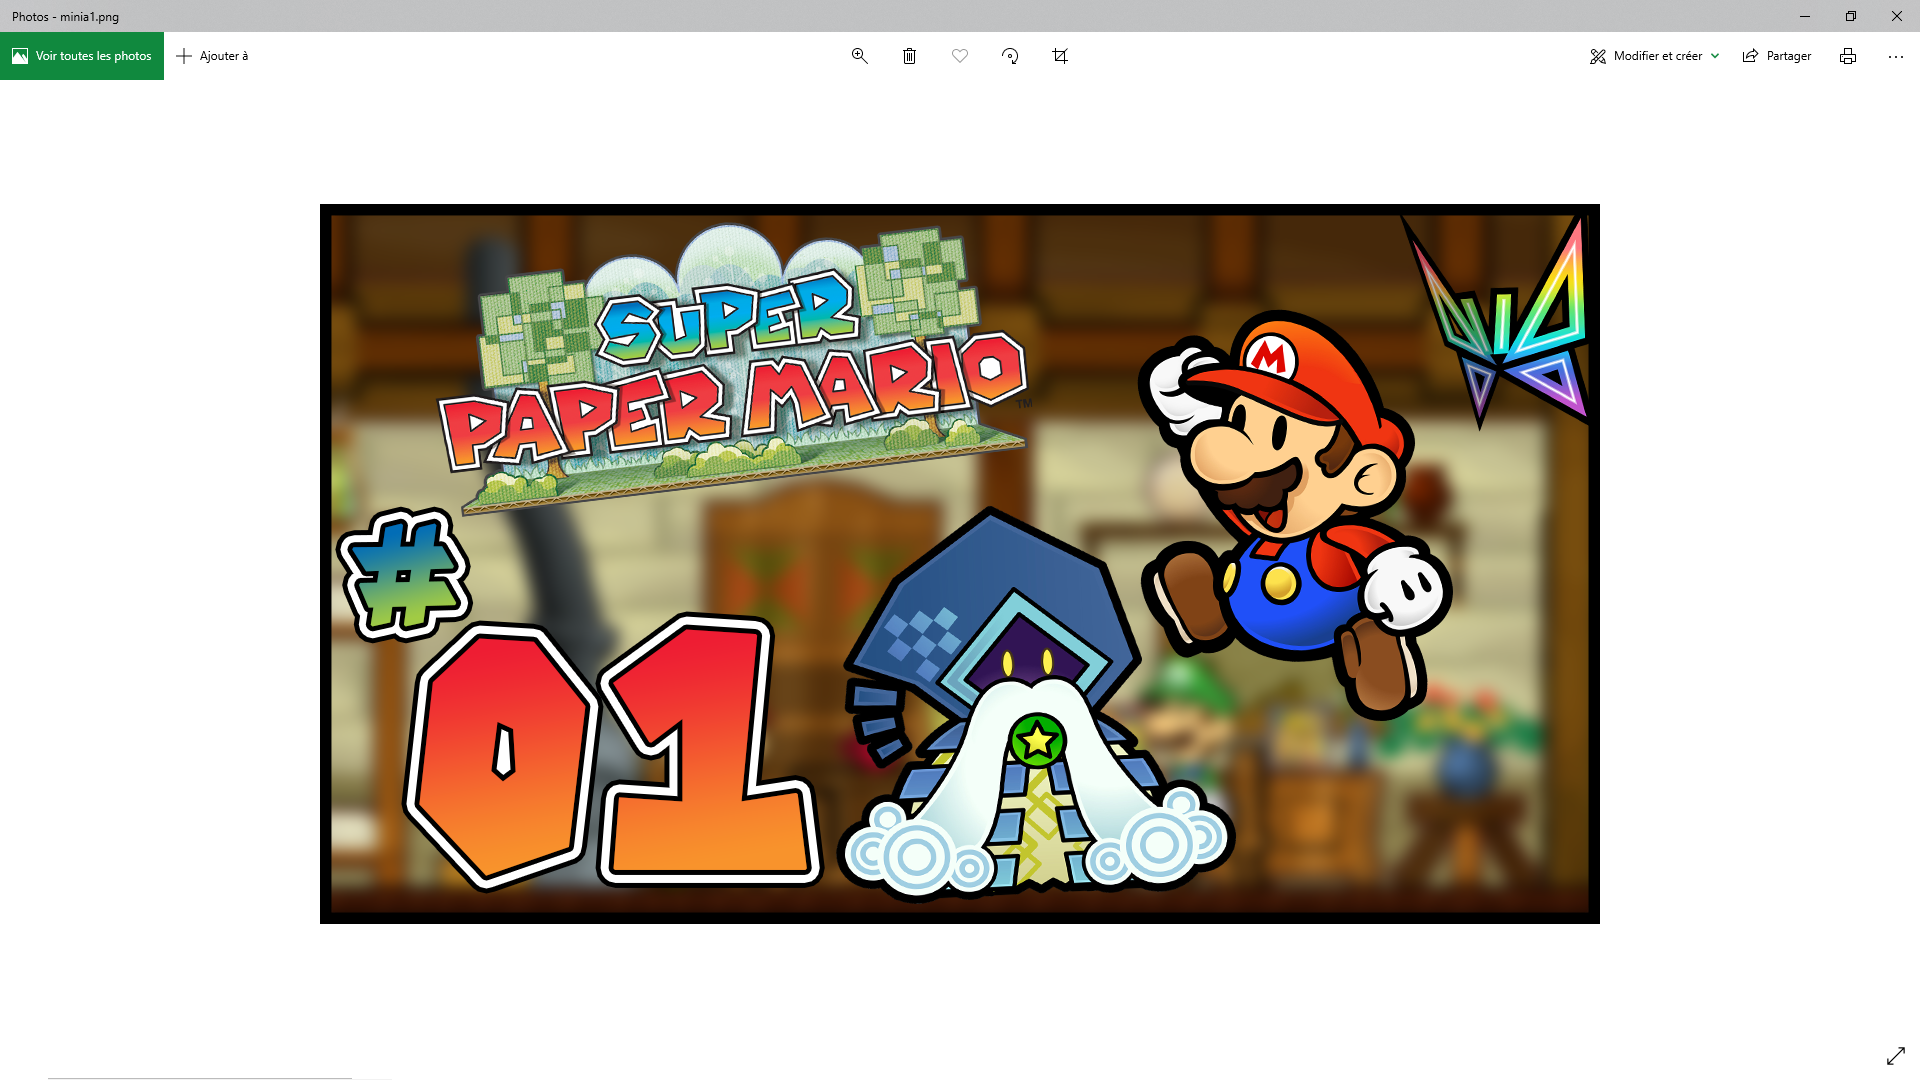 Photos - minia1.png
Voir toutes les photos
Ajouter à
Modifier et créer
Partager
SUPER
PAPER MARIO
TM
M
#
01